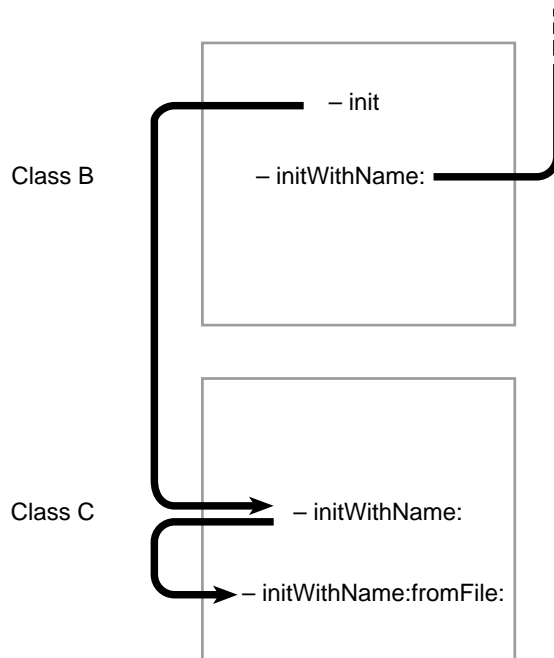 – init
Class B
– initWithName:
Class C
– initWithName:
– initWithName:fromFile: